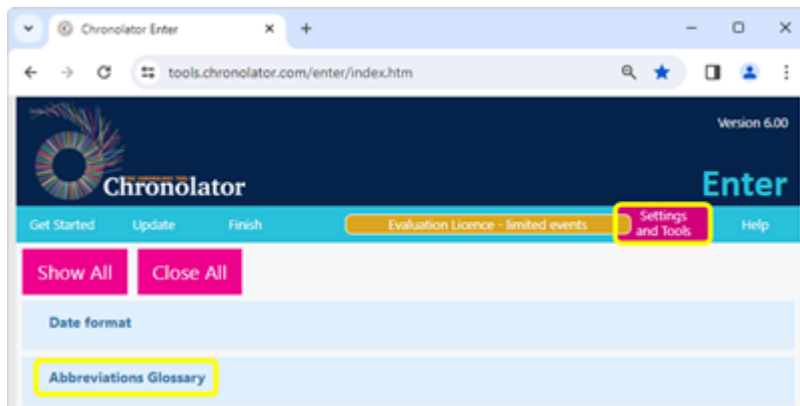 Chronolator Enter
tools.chronolator.com/enter/index.htm
Version 6.00
Chronolator
Enter
Get Started Update Finish Evaluation Licence - limited events Settings and Tools Help
Show All Close All
Date format
Abbreviations Glossary